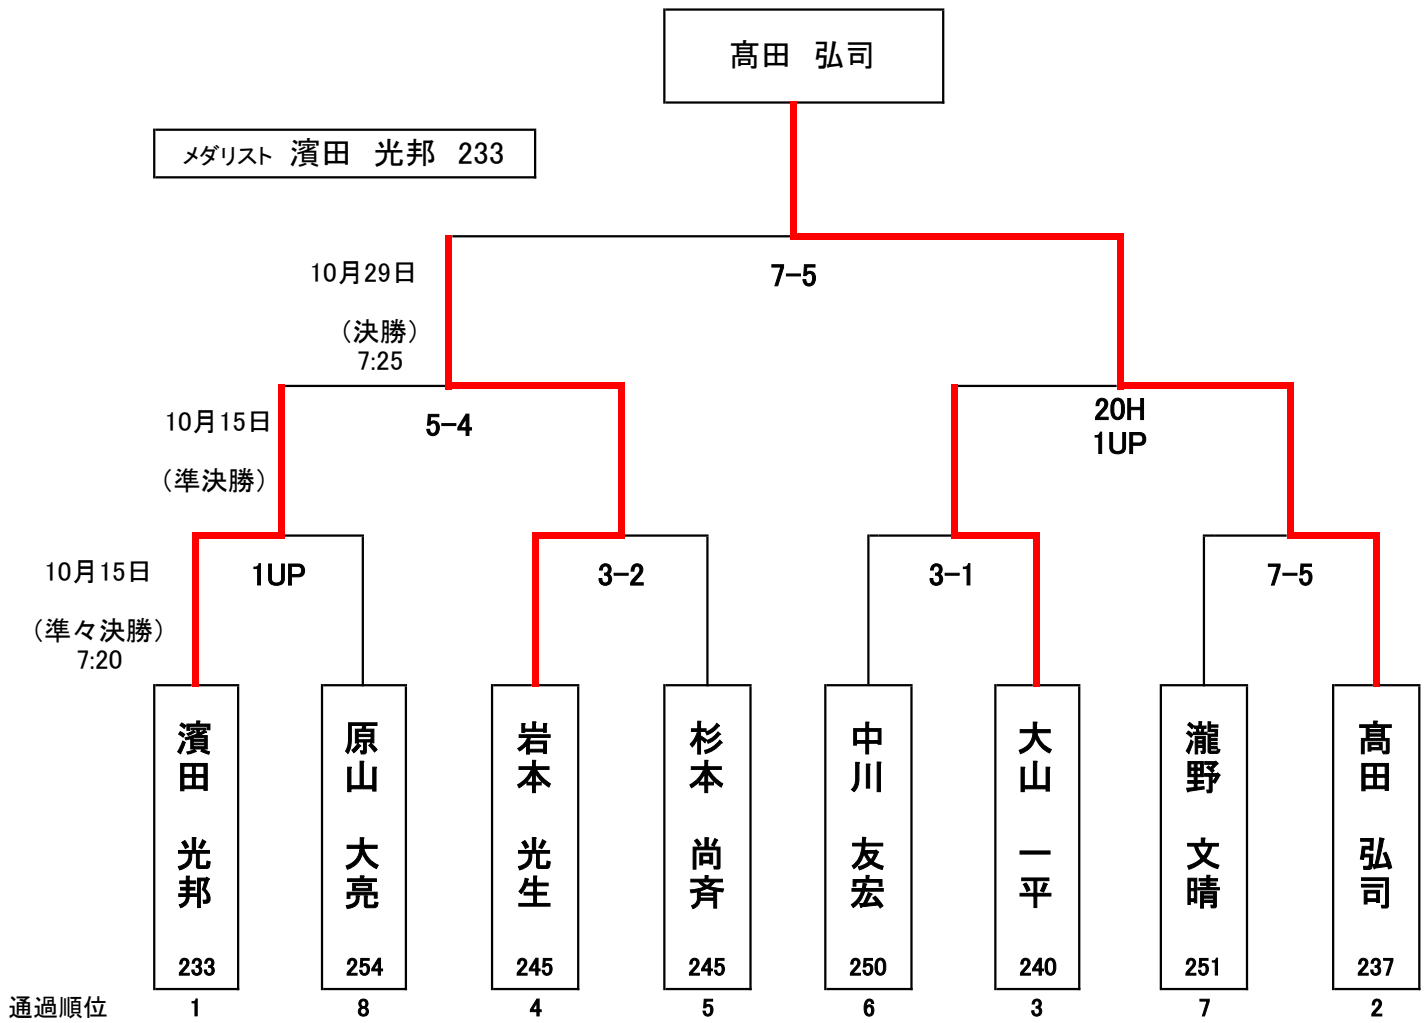 髙田　弘司
メダリスト　濱田　光邦　233
10月29日
7-5
（決勝）
7:25
10月15日
5-4
20H
1UP
（準決勝）
10月15日
1UP
3-2
3-1
7-5
（準々決勝）
7:20
濱田　光邦
原山　大亮
岩本　光生
杉本　尚斉
中川　友宏
大山　一平
瀧野　文晴
髙田　弘司
233 254 245 245 250 240 251 237
通過順位 1 8 4 5 6 3 7 2